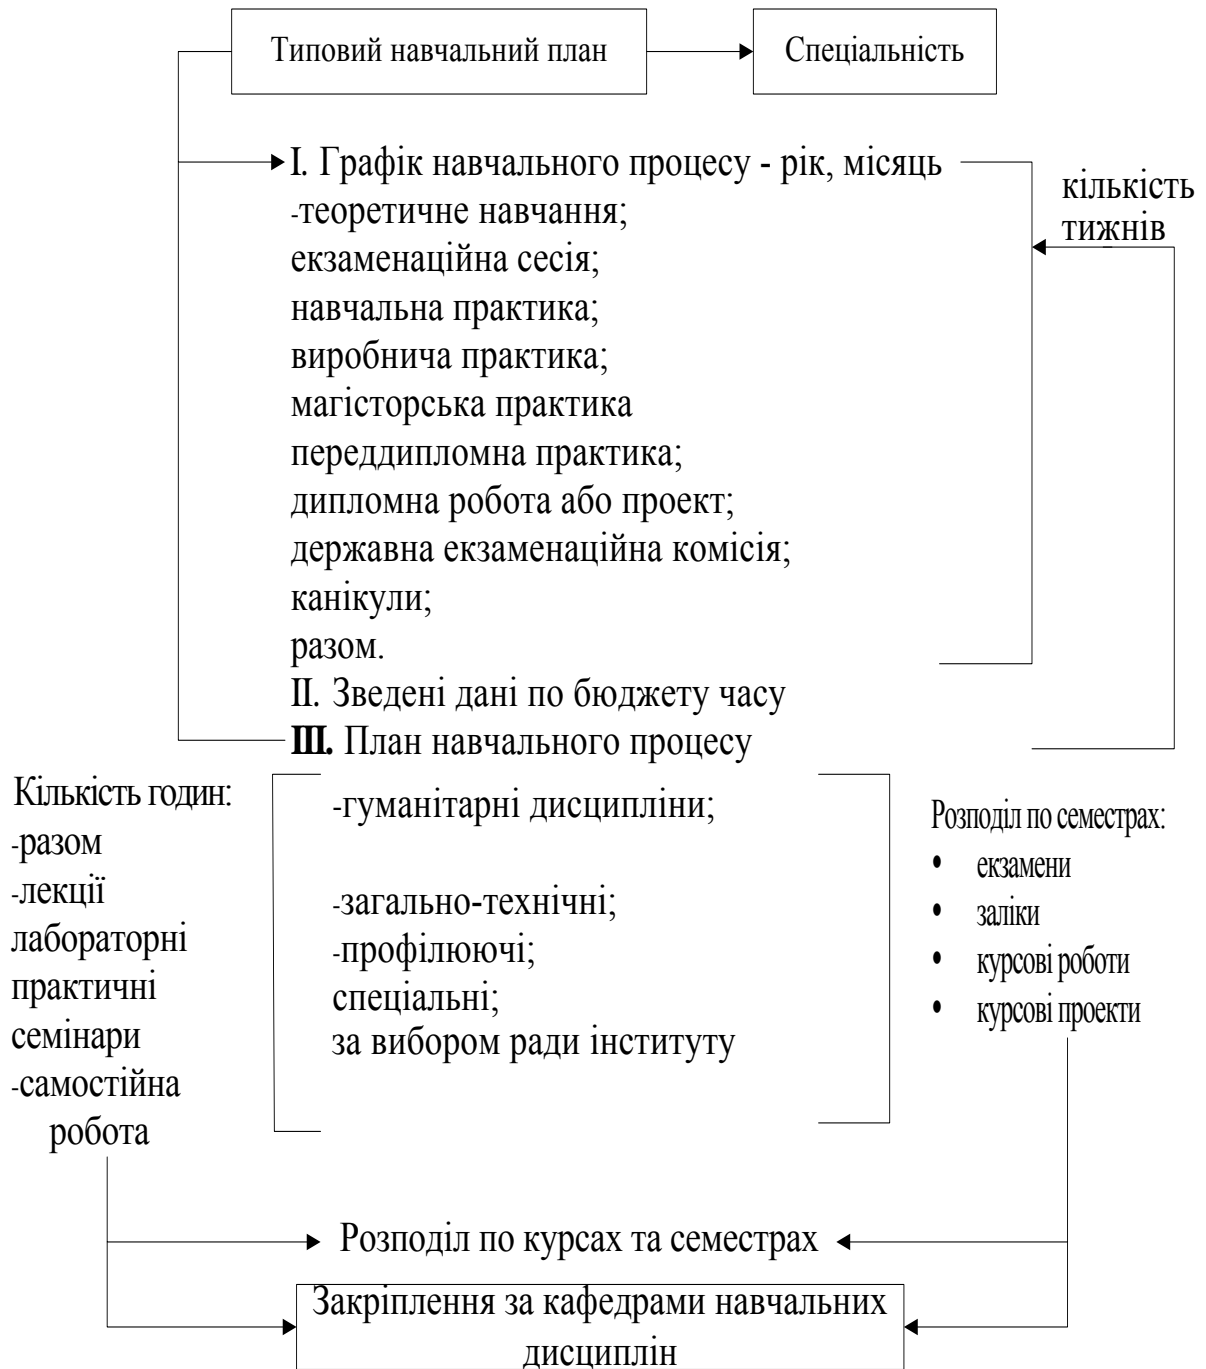 Типовий навчальний план
Спеціальність
I. Графік навчального процесу - рік, місяць
-теоретичне навчання;
екзаменаційна сесія;
навчальна практика;
виробнича практика;
магісторська практика
переддипломна практика;
дипломна робота або проект;
державна екзаменаційна комісія;
канікули;
разом.
кількість
тижнів
II. Зведені дані по бюджету часу
III. План навчального процесу
Кількість годин:
-разом
-лекції
лабораторні
практичні
семінари
-самостійна
робота
-гуманітарні дисципліни;
-загально-технічні;
-профілюючі;
спеціальні;
за вибором ради інституту
Розподіл по семестрах:
• екзамени
• заліки
• курсові роботи
• курсові проекти
Розподіл по курсах та семестрах
Закріплення за кафедрами навчальних
дисциплін